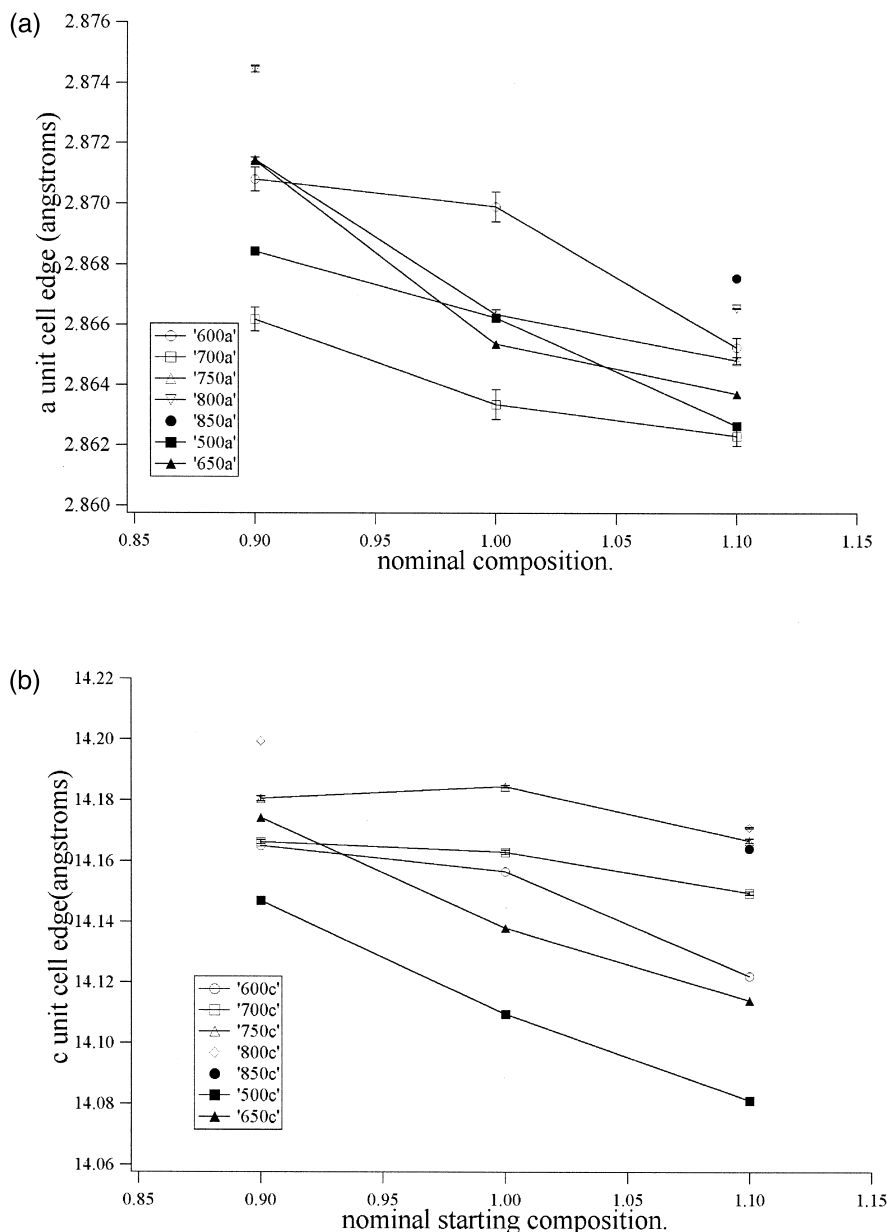 (a)
2.876
2.874
2.872
2.870
2.868
2.866
2.864
2.862
2.860
a unit cell edge (angstroms)
'600a'
'700a'
'750a'
'800a'
'850a'
'500a'
'650a'
0.85
0.90
0.95
1.00
1.05
1.10
1.15
nominal composition.
(b)
14.22
14.20
14.18
14.16
14.14
14.12
14.10
14.08
14.06
c unit cell edge(angstroms)
'600c'
'700c'
'750c'
'800c'
'850c'
'500c'
'650c'
0.85
0.90
0.95
1.00
1.05
1.10
1.15
nominal starting composition.